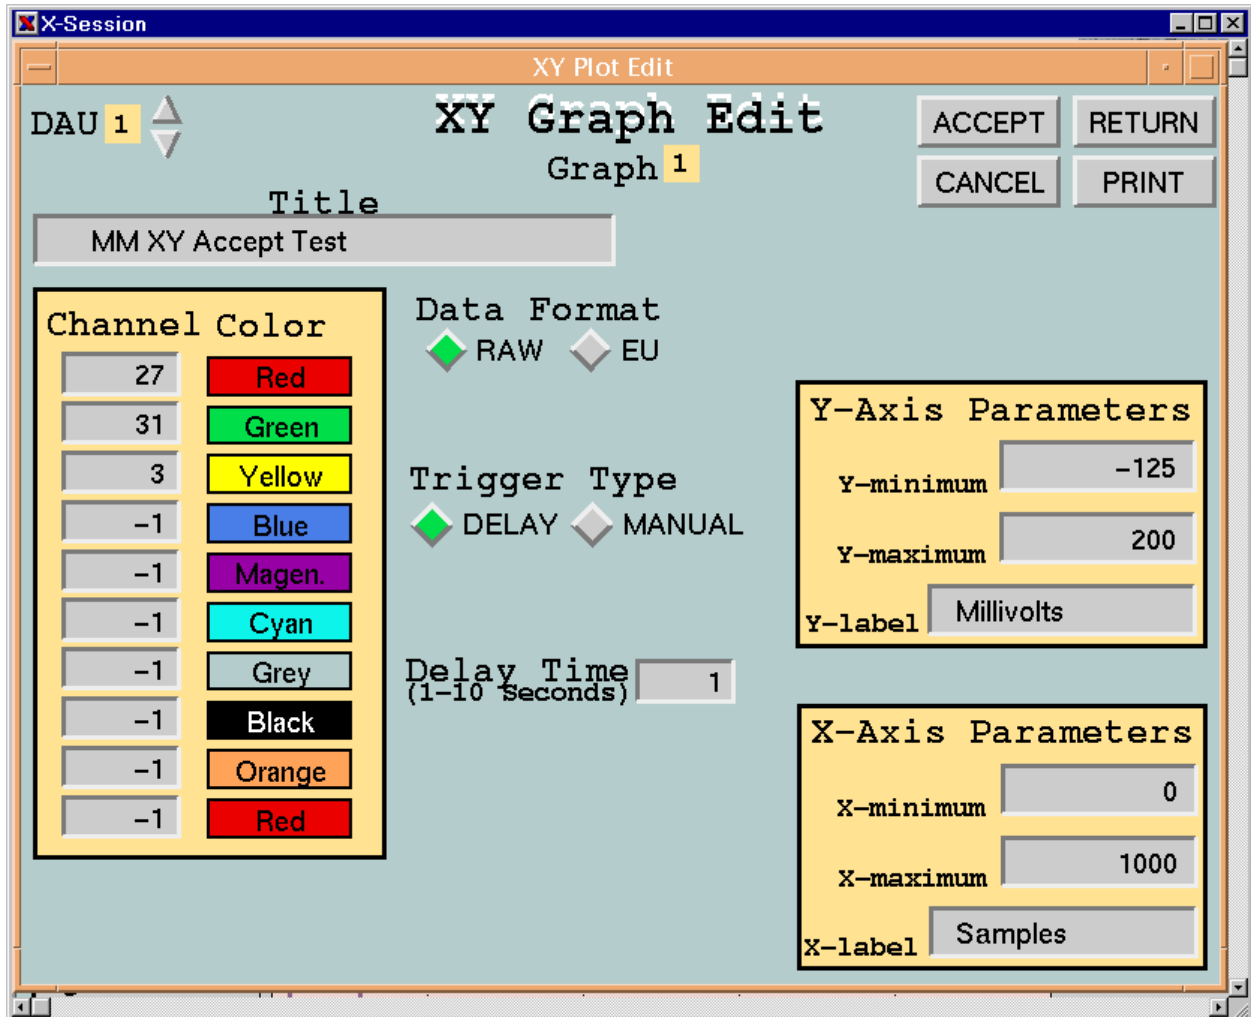 X-Session
XY Plot Edit
DAU 1
XY Graph Edit
Graph 1
ACCEPT RETURN
CANCEL PRINT
Title
MM XY Accept Test
Channel Color
27 Red
31 Green
3 Yellow
-1 Blue
-1 Magen.
-1 Cyan
-1 Grey
-1 Black
-1 Orange
-1 Red
Data Format
RAW EU
Trigger Type
DELAY MANUAL
Delay Time 1
(1-10 Seconds)
Y-Axis Parameters
Y-minimum -125
Y-maximum 200
Y-label Millivolts
X-Axis Parameters
X-minimum 0
X-maximum 1000
X-label Samples